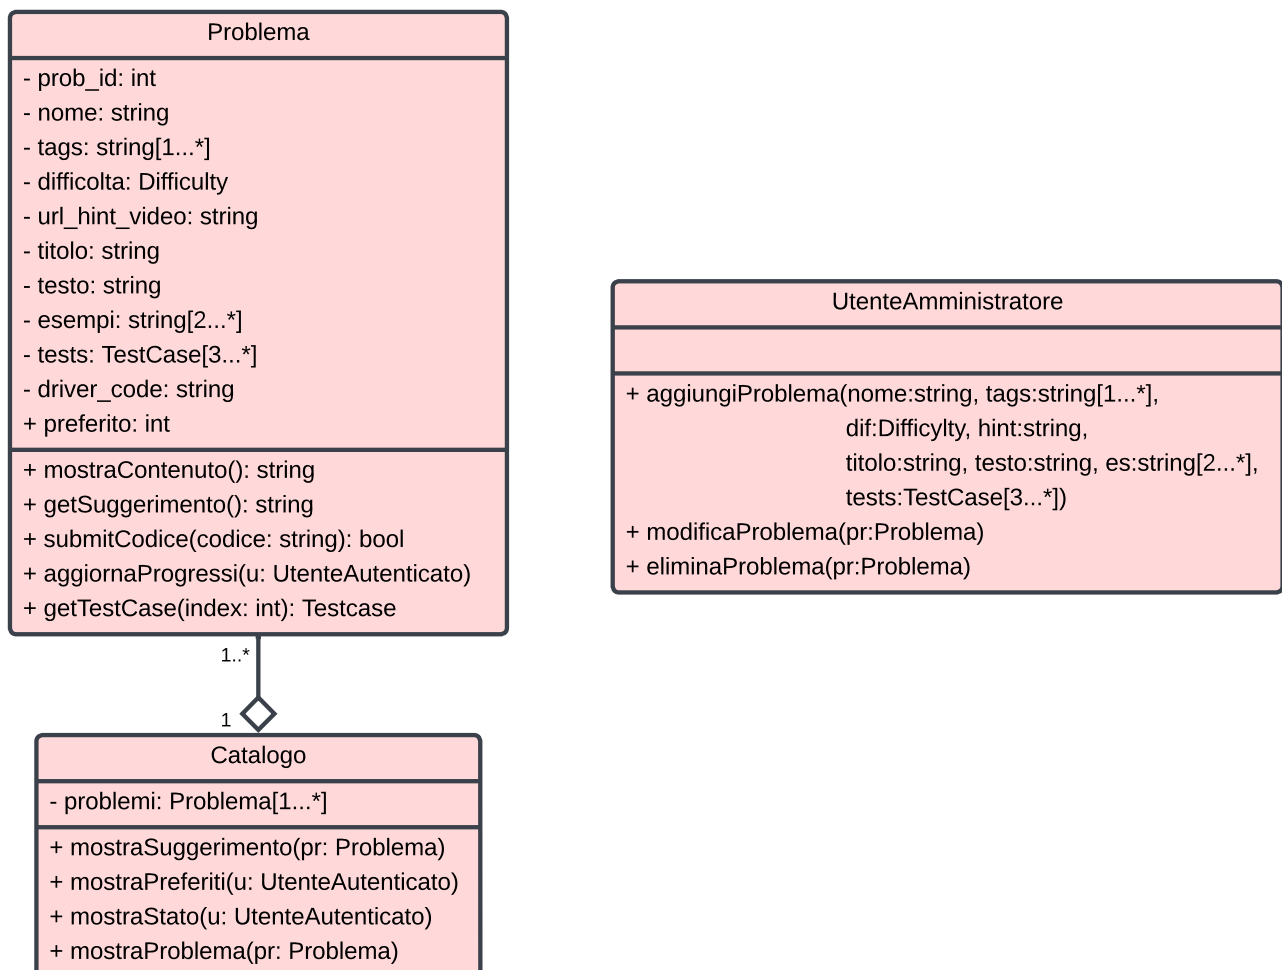 Problema
- prob_id: int
- nome: string
- tags: string[1...*]
- difficolta: Difficulty
- url_hint_video: string
- titolo: string
- testo: string
- esempi: string[2...*]
- tests: TestCase[3...*]
- driver_code: string
+ preferito: int
+ mostraContenuto(): string
+ getSuggerimento(): string
+ submitCodice(codice: string): bool
+ aggiornaProgressi(u: UtenteAutenticato)
+ getTestCase(index: int): Testcase
1..*
1
Catalogo
- problemi: Problema[1...*]
+ mostraSuggerimento(pr: Problema)
+ mostraPreferiti(u: UtenteAutenticato)
+ mostraStato(u: UtenteAutenticato)
+ mostraProblema(pr: Problema)
UtenteAmministratore
+ aggiungiProblema(nome:string, tags:string[1...*],
dif:Difficylty, hint:string,
titolo:string, testo:string, es:string[2...*],
tests:TestCase[3...*])
+ modificaProblema(pr:Problema)
+ eliminaProblema(pr:Problema)